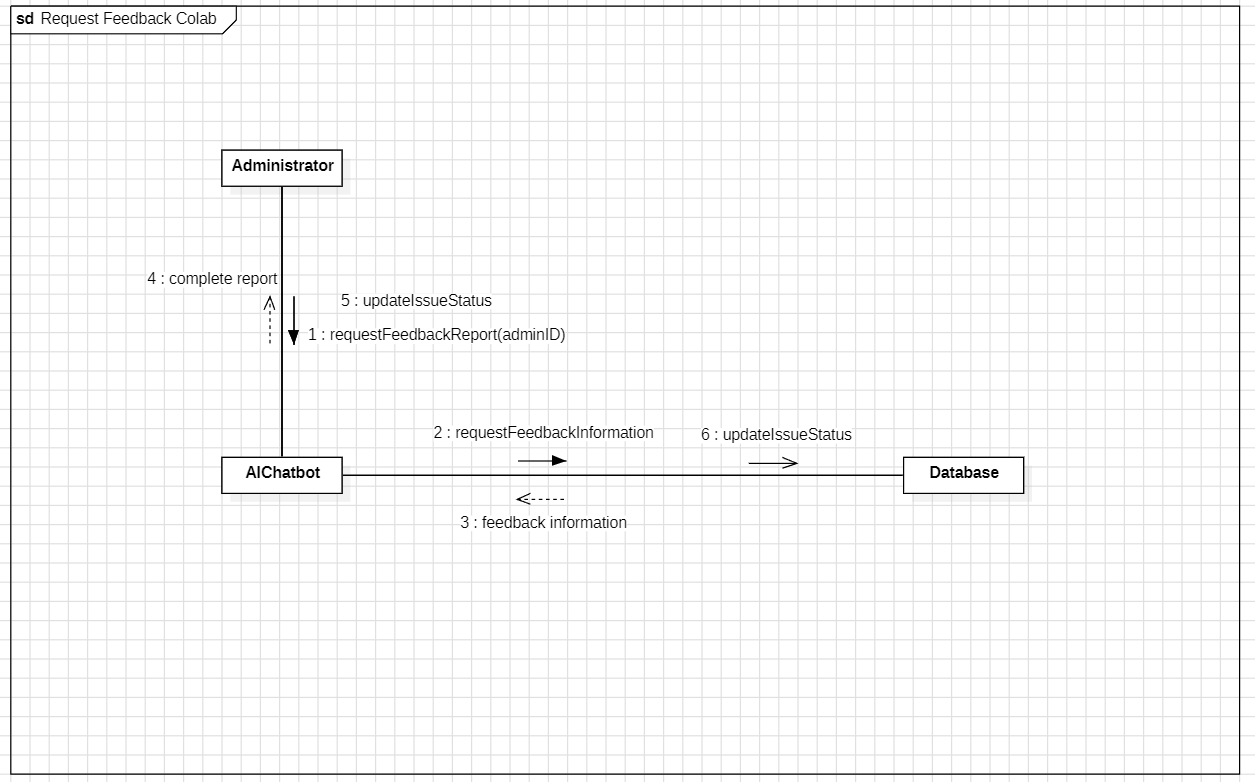 sd Request Feedback Colab
Administrator
4 : complete report
5 : updateIssueStatus
1 : requestFeedbackReport(adminID)
2 : requestFeedbackInformation
6 : updateIssueStatus
AIChatbot
Database
3 : feedback information